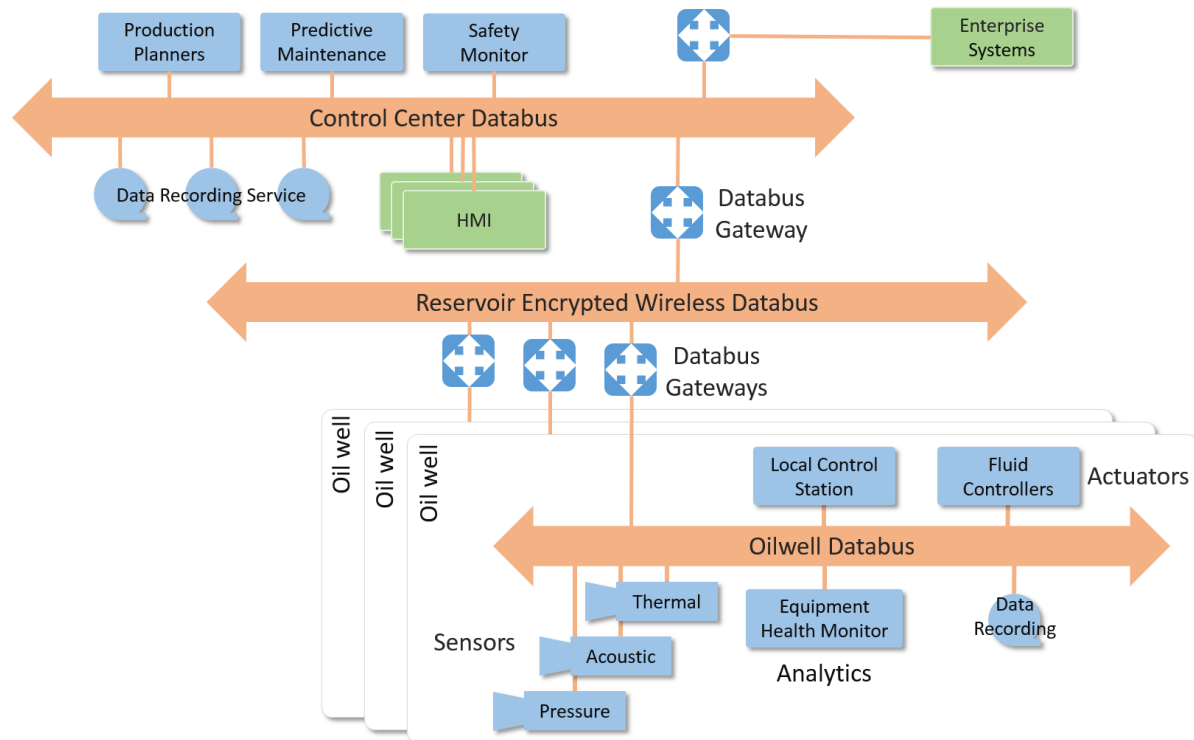 Production
Planners
Predictive
Maintenance
Safety
Monitor
Enterprise
Systems
Control Center Databus
Data Recording Service
HMI
Databus
Gateway
Reservoir Encrypted Wireless Databus
Databus
Gateways
Oil well
Oil well
Oil well
Local Control
Station
Fluid
Controllers
Actuators
Oilwell Databus
Thermal
Equipment
Health Monitor
Data
Recording
Sensors
Acoustic
Analytics
Pressure